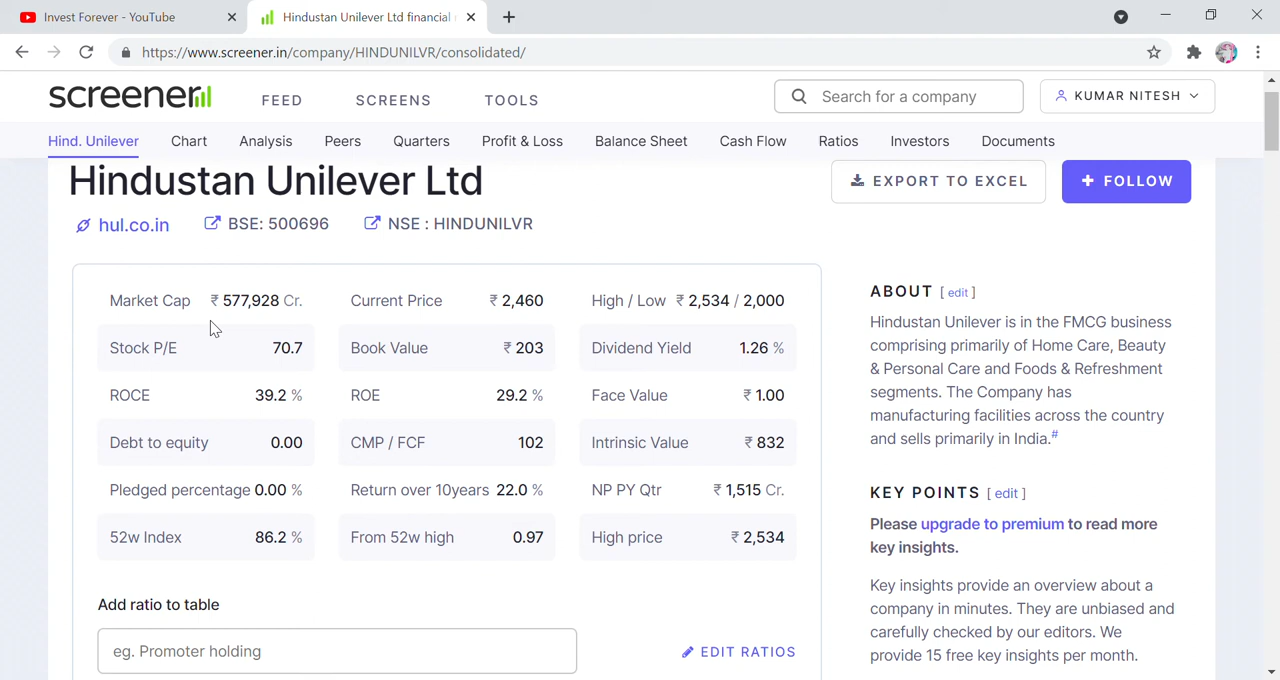 Invest Forever - YouTube
Hindustan Unilever Ltd financial
https://www.screener.in/company/HINDUNILVR/consolidated/
screener
FEED
SCREENS
TOOLS
Search for a company
KUMAR NITESH
Hind. Unilever
Chart
Analysis
Peers
Quarters
Profit & Loss
Balance Sheet
Cash Flow
Ratios
Investors
Documents
Hindustan Unilever Ltd
EXPORT TO EXCEL
+ FOLLOW
hul.co.in
BSE: 500696
NSE : HINDUNILVR
Market Cap ₹ 577,928 Cr.
Current Price ₹ 2,460
High / Low ₹ 2,534 / 2,000
Stock P/E 70.7
Book Value ₹ 203
Dividend Yield 1.26 %
ROCE 39.2 %
ROE 29.2 %
Face Value ₹ 1.00
Debt to equity 0.00
CMP / FCF 102
Intrinsic Value ₹ 832
Pledged percentage 0.00 %
Return over 10years 22.0 %
NP PY Qtr ₹ 1,515 Cr.
52w Index 86.2 %
From 52w high 0.97
High price ₹ 2,534
Add ratio to table
eg. Promoter holding
EDIT RATIOS
ABOUT [ edit ]
Hindustan Unilever is in the FMCG business
comprising primarily of Home Care, Beauty
& Personal Care and Foods & Refreshment
segments. The Company has
manufacturing facilities across the country
and sells primarily in India.#
KEY POINTS [ edit ]
Please upgrade to premium to read more
key insights.
Key insights provide an overview about a
company in minutes. They are unbiased and
carefully checked by our editors. We
provide 15 free key insights per month.